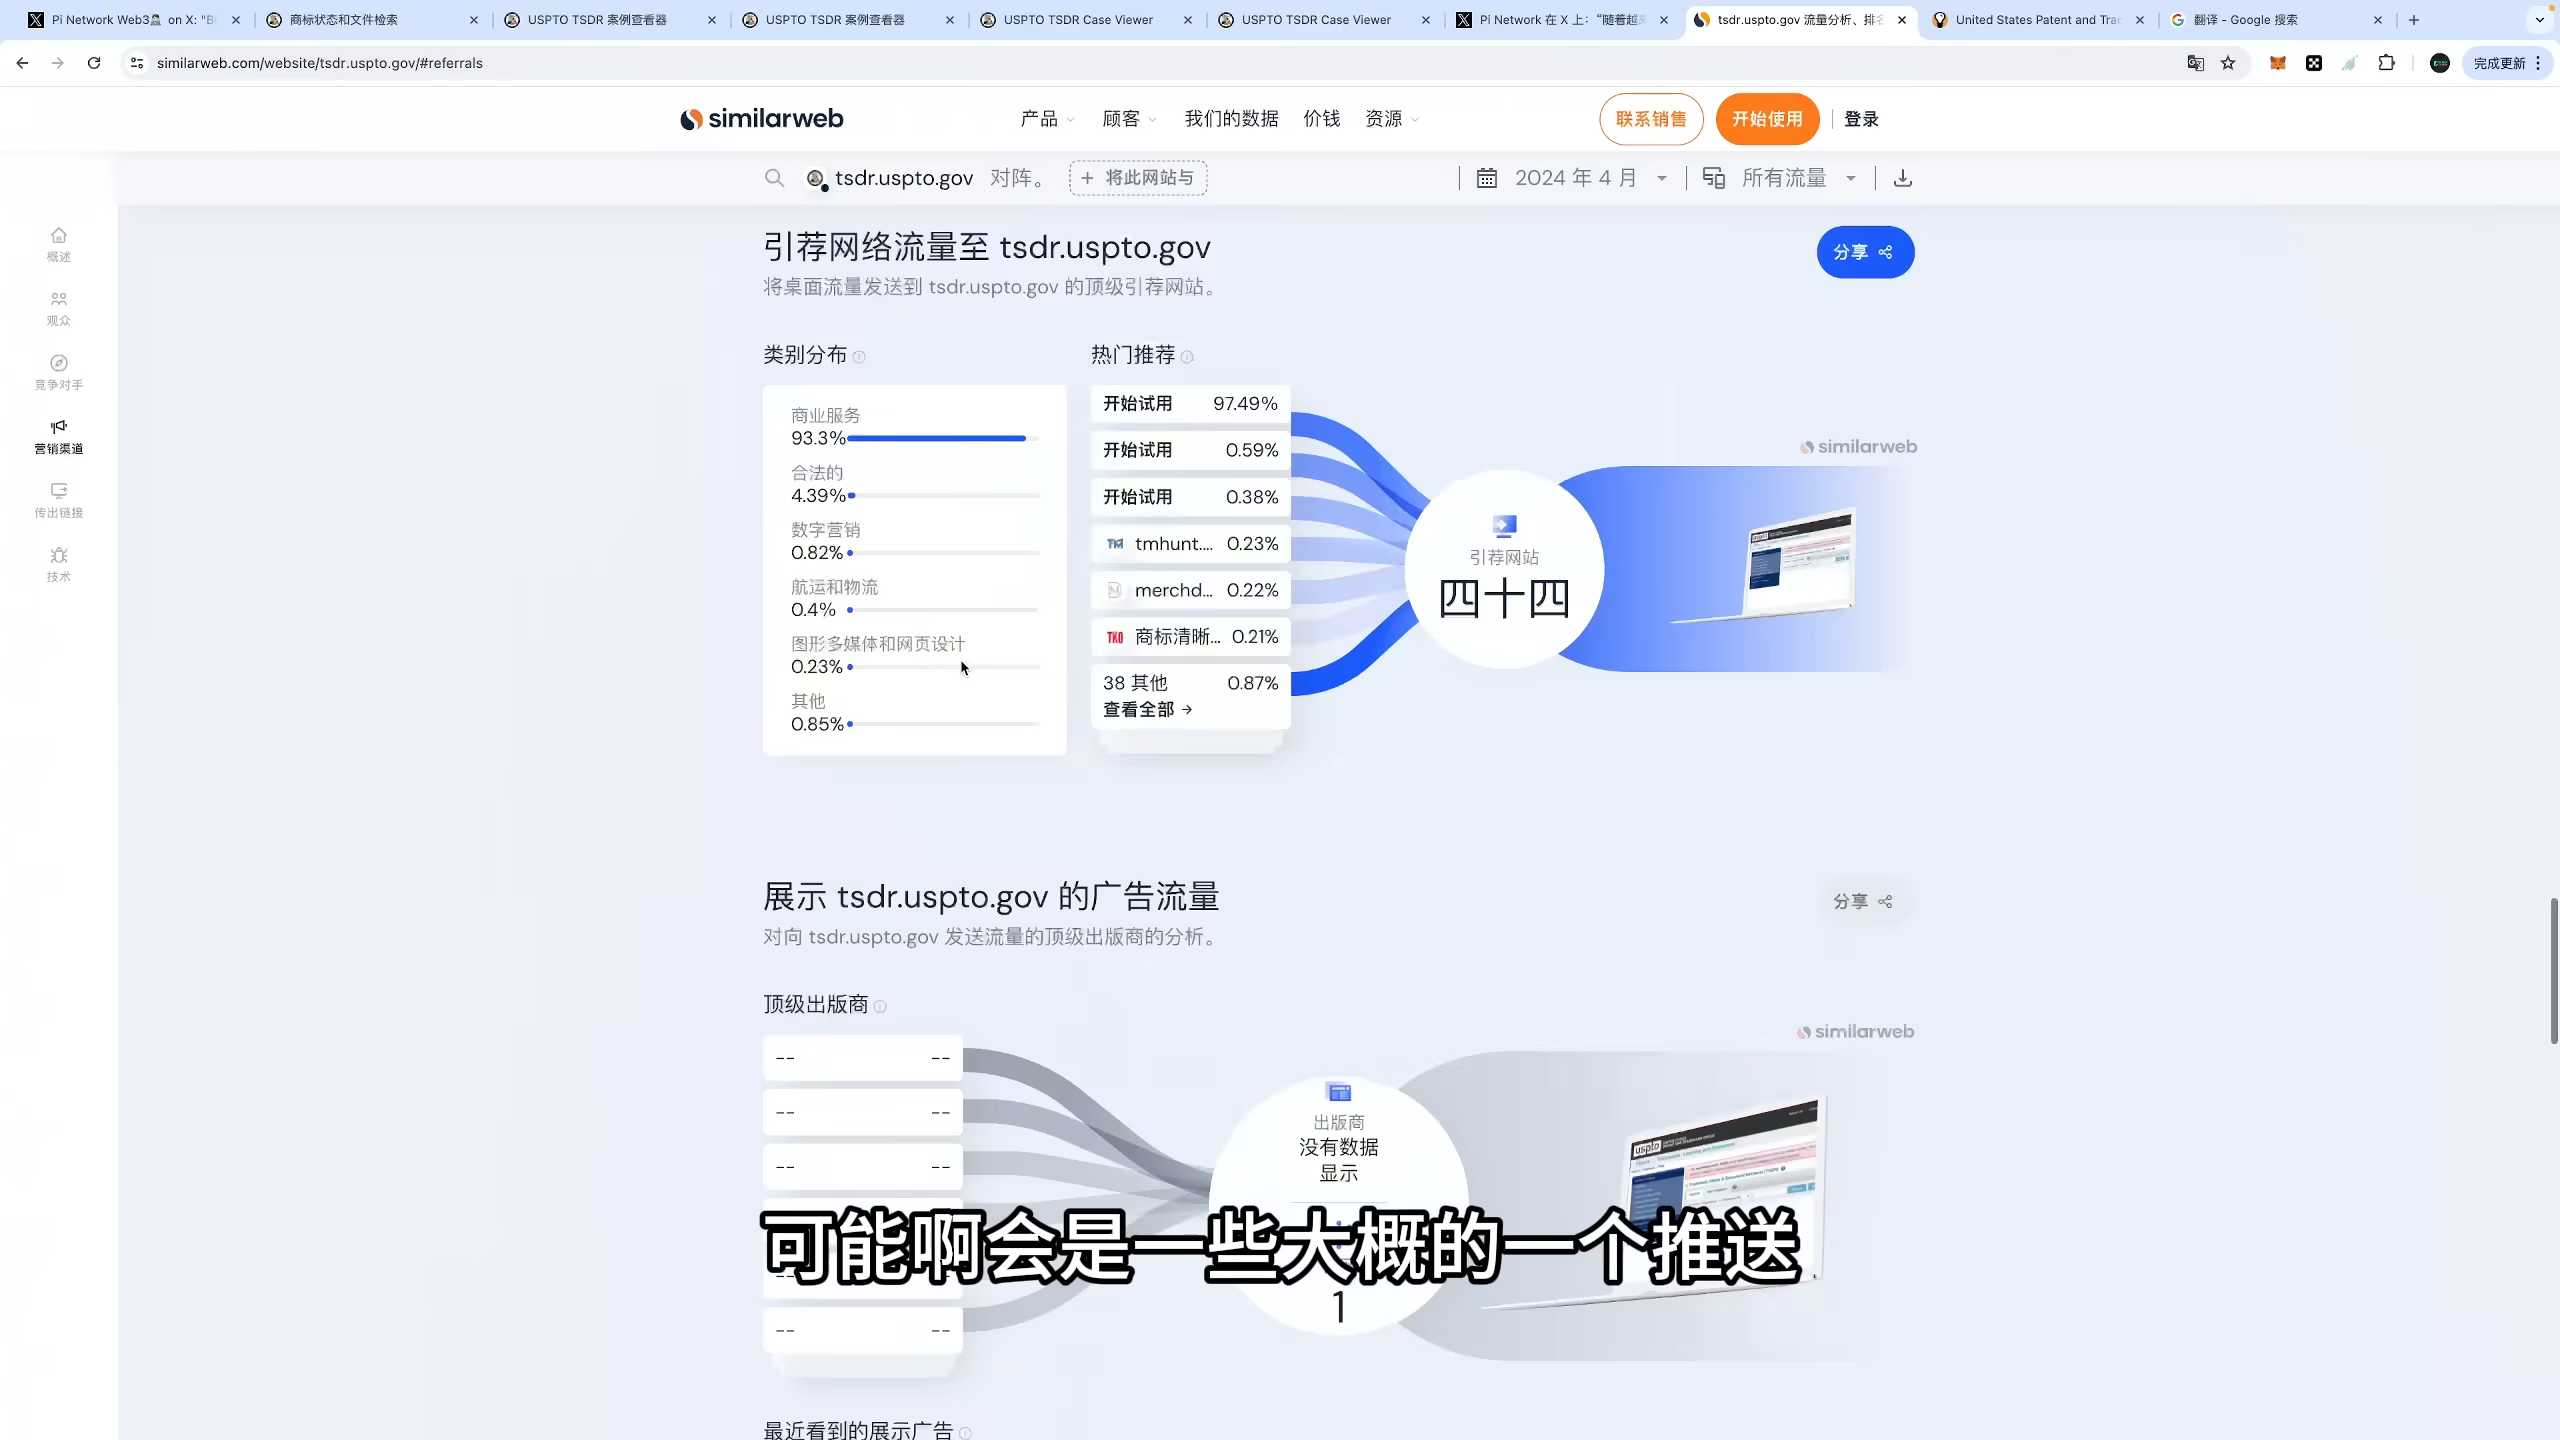 Pi Network Web3 on X: "Bl
商标状态和文件检索
USPTO TSDR 案例查看器
USPTO TSDR 案例查看器
USPTO TSDR Case Viewer
USPTO TSDR Case Viewer
Pi Network 在 X 上：“随着越来
tsdr.uspto.gov 流量分析、排名
United States Patent and Trad
翻译 - Google 搜索
similarweb.com/website/tsdr.uspto.gov/#referrals
完成更新
similarweb
产品
顾客
我们的数据
价钱
资源
联系销售
开始使用
登录
tsdr.uspto.gov 对阵。
+ 将此网站与
2024 年 4 月
所有流量
概述
观众
竞争对手
营销渠道
传出链接
技术
引荐网络流量至 tsdr.uspto.gov
将桌面流量发送到 tsdr.uspto.gov 的顶级引荐网站。
分享
类别分布
商业服务
93.3%
合法的
4.39%
数字营销
0.82%
航运和物流
0.4%
图形多媒体和网页设计
0.23%
其他
0.85%
热门推荐
开始试用 97.49%
开始试用 0.59%
开始试用 0.38%
TM tmhunt.... 0.23%
merchd... 0.22%
TKO 商标清晰... 0.21%
38 其他 0.87%
查看全部 →
引荐网站
四十四
similarweb
展示 tsdr.uspto.gov 的广告流量
对向 tsdr.uspto.gov 发送流量的顶级出版商的分析。
分享
顶级出版商
similarweb
-- --
-- --
-- --
-- --
出版商
没有数据
显示
1
uspto
可能啊会是一些大概的一个推送
最近看到的展示广告